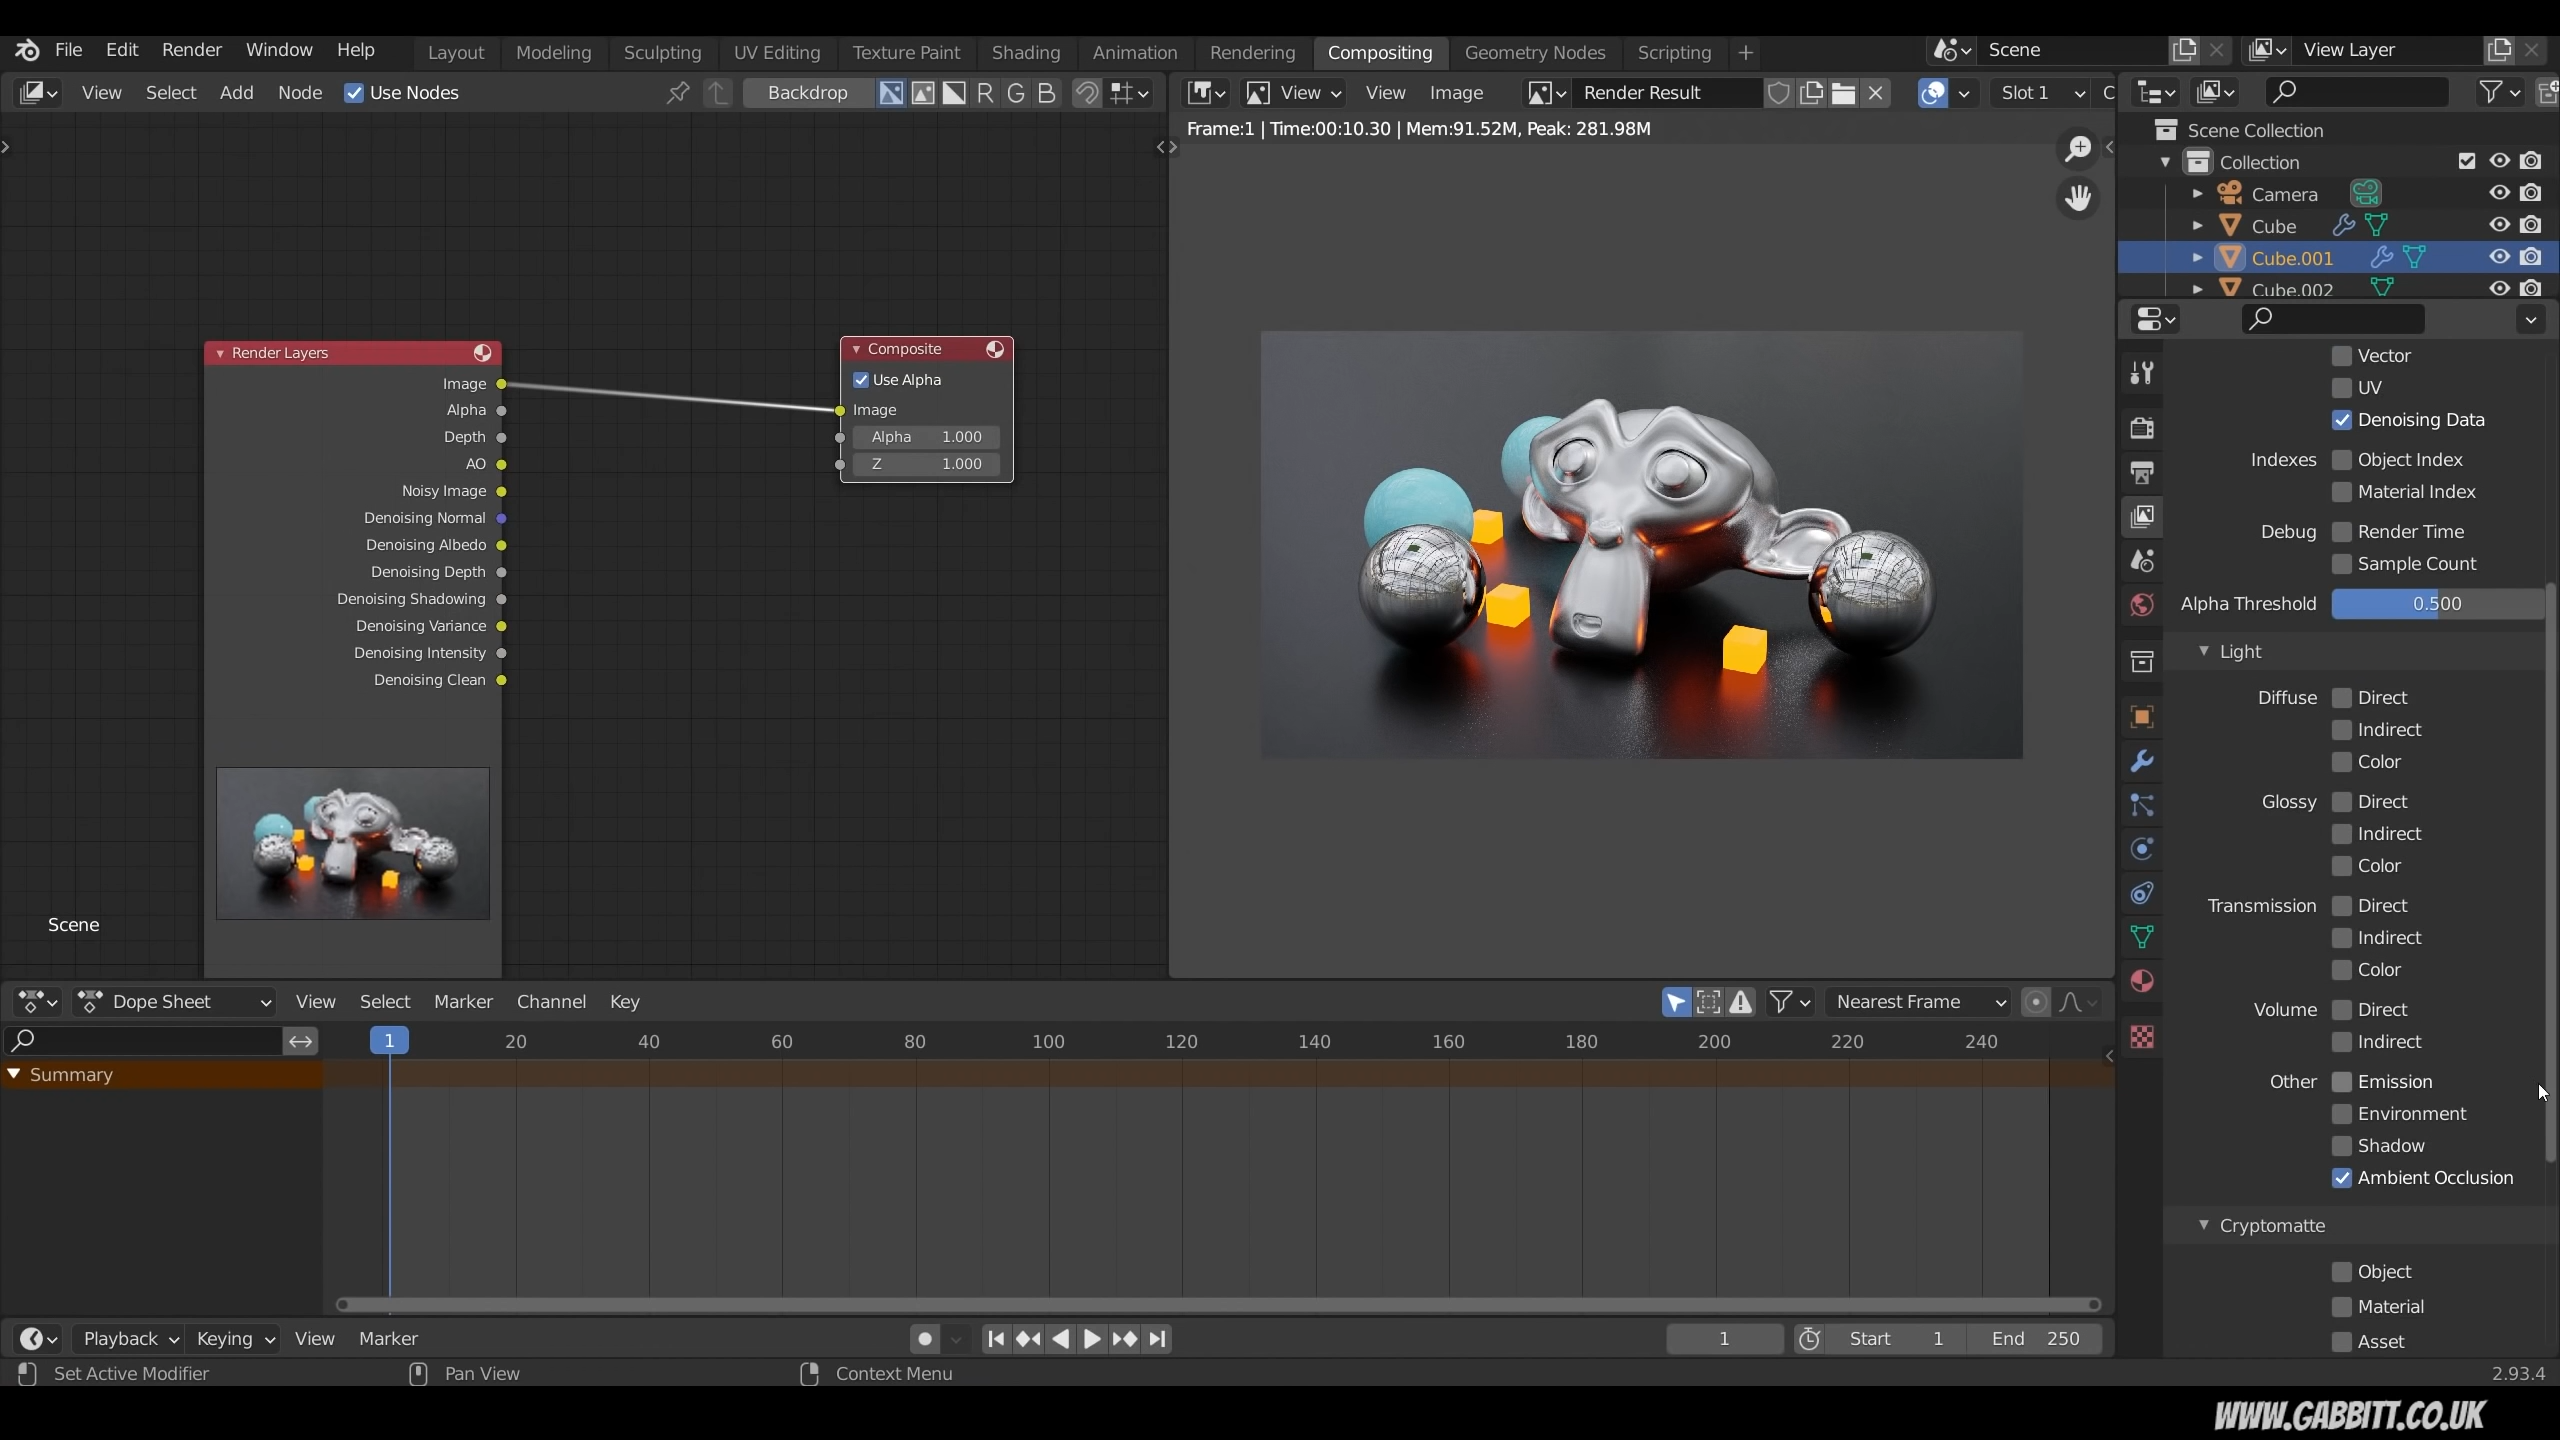 File Edit Render Window Help Layout Modeling Sculpting UV Editing Texture Paint Shading Animation Rendering Compositing Geometry Nodes Scripting + Scene View Layer
View Select Add Node Use Nodes Backdrop R G B View View Image Render Result Slot 1 C
Frame:1 | Time:00:10.30 | Mem:91.52M, Peak: 281.98M
Scene Collection
Collection
Camera
Cube
Cube.001
Cube.002
Render Layers
Image
Alpha
Depth
AO
Noisy Image
Denoising Normal
Denoising Albedo
Denoising Depth
Denoising Shadowing
Denoising Variance
Denoising Intensity
Denoising Clean
Scene
Composite
Use Alpha
Image
Alpha 1.000
Z 1.000
Vector
UV
Denoising Data
Indexes Object Index
Material Index
Debug Render Time
Sample Count
Alpha Threshold 0.500
Light
Diffuse Direct
Indirect
Color
Glossy Direct
Indirect
Color
Transmission Direct
Indirect
Color
Volume Direct
Indirect
Other Emission
Environment
Shadow
Ambient Occlusion
Cryptomatte
Object
Material
Asset
Dope Sheet View Select Marker Channel Key Nearest Frame
1 20 40 60 80 100 120 140 160 180 200 220 240
Summary
Playback Keying View Marker 1 Start 1 End 250
Set Active Modifier Pan View Context Menu 2.93.4
WWW.GABBITT.CO.UK